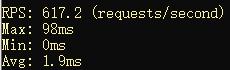 RPS: 617.2 (requests/second)
Max: 98ms
Min: 0ms
Avg: 1.9ms